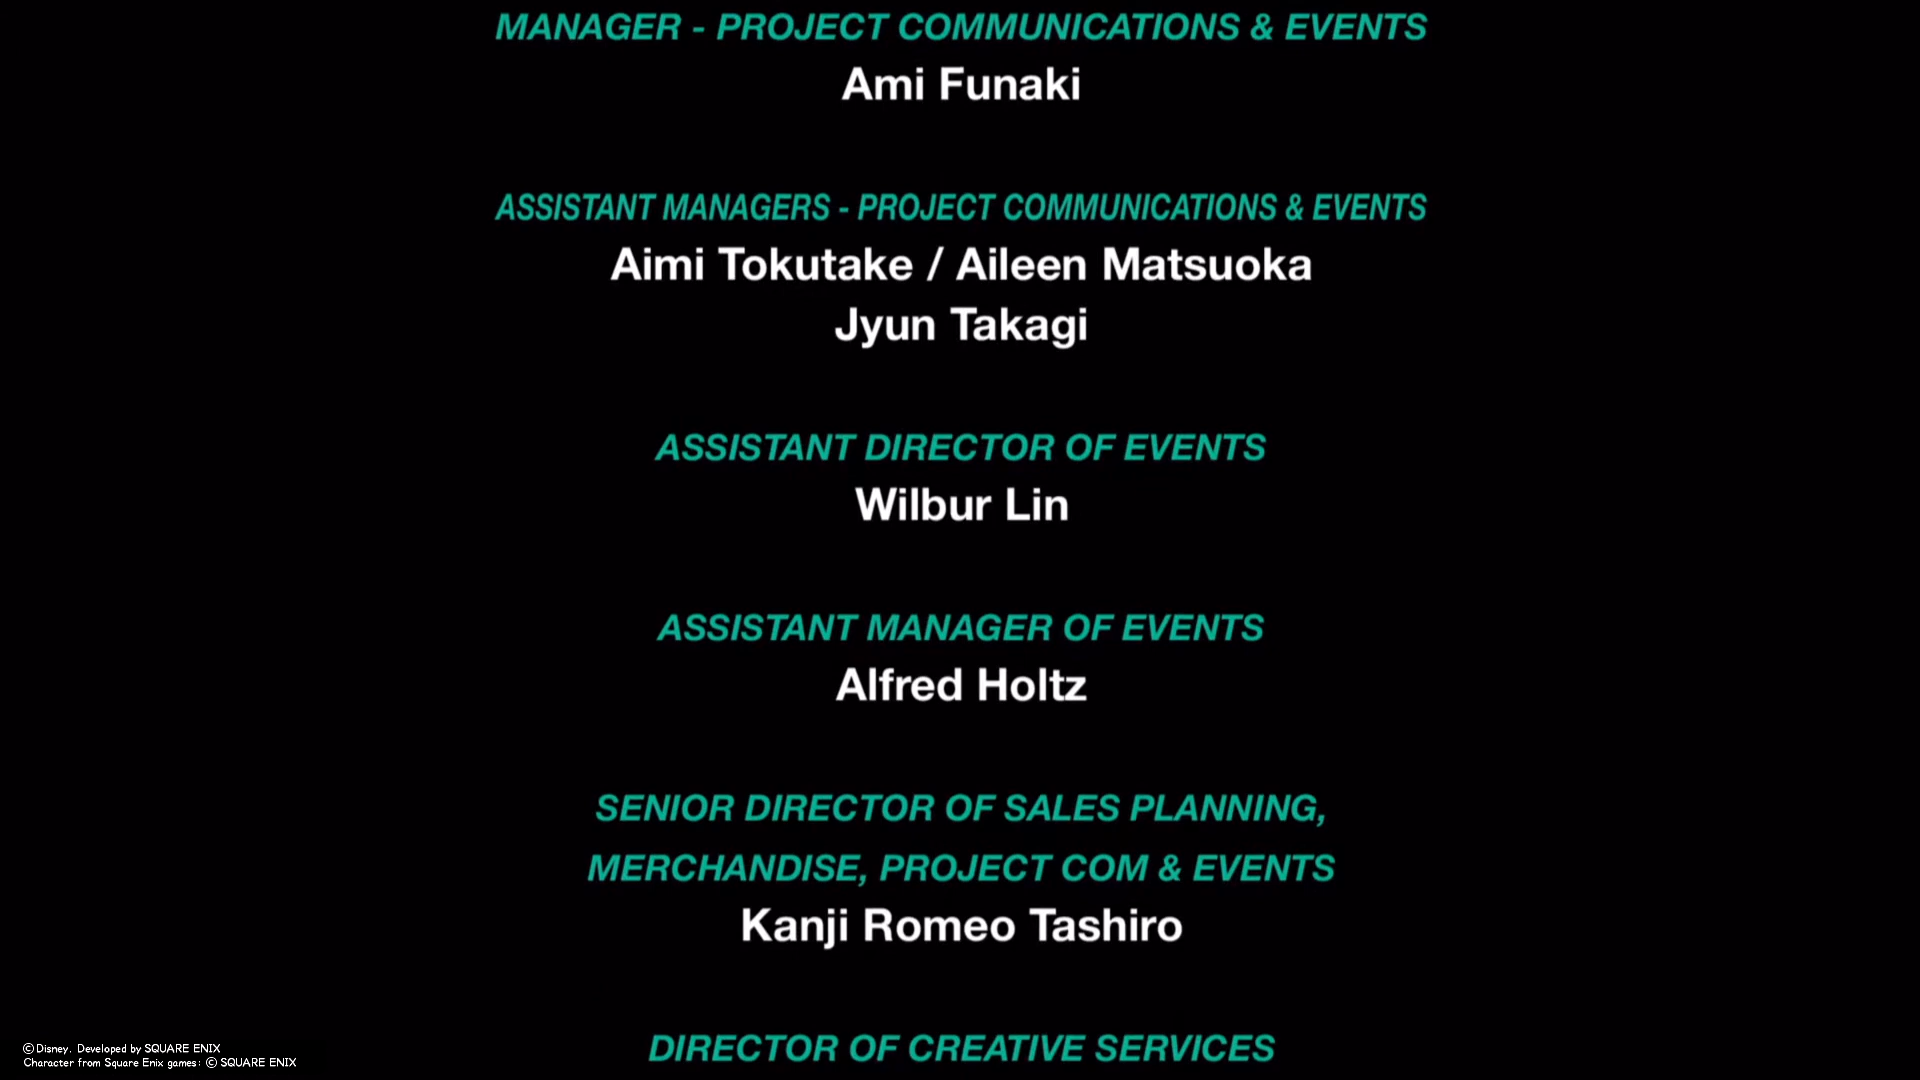 MANAGER - PROJECT COMMUNICATIONS & EVENTS
Ami Funaki
ASSISTANT MANAGERS - PROJECT COMMUNICATIONS & EVENTS
Aimi Tokutake / Aileen Matsuoka
Jyun Takagi
ASSISTANT DIRECTOR OF EVENTS
Wilbur Lin
ASSISTANT MANAGER OF EVENTS
Alfred Holtz
SENIOR DIRECTOR OF SALES PLANNING,
MERCHANDISE, PROJECT COM & EVENTS
Kanji Romeo Tashiro
DIRECTOR OF CREATIVE SERVICES
© Disney. Developed by SQUARE ENIX
Character from Square Enix games: © SQUARE ENIX